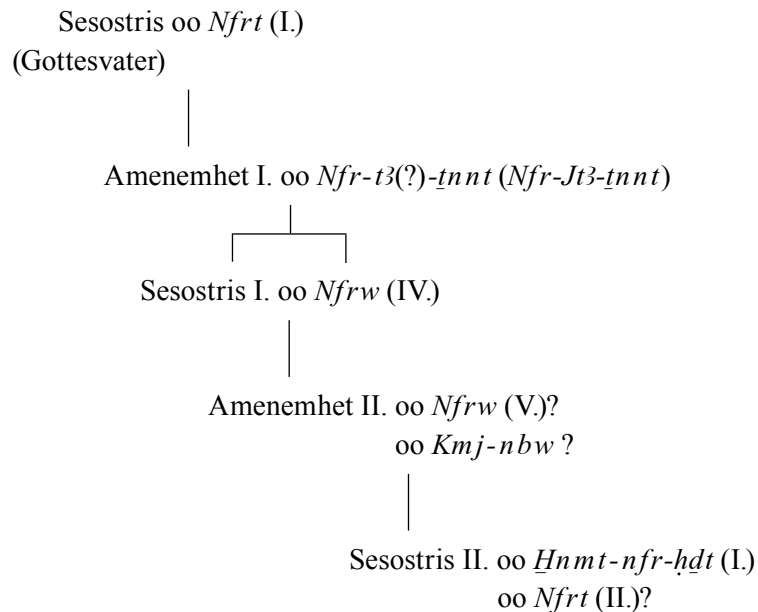 Sesostris oo Nfrt (I.)
(Gottesvater)
Amenemhet I. oo Nfr-tꜣ(?)-ṯnnt (Nfr-Jtꜣ-ṯnnt)
Sesostris I. oo Nfrw (IV.)
Amenemhet II. oo Nfrw (V.)?
oo Kmj-nbw ?
Sesostris II. oo H̱nmt-nfr-ḥḏt (I.)
oo Nfrt (II.)?